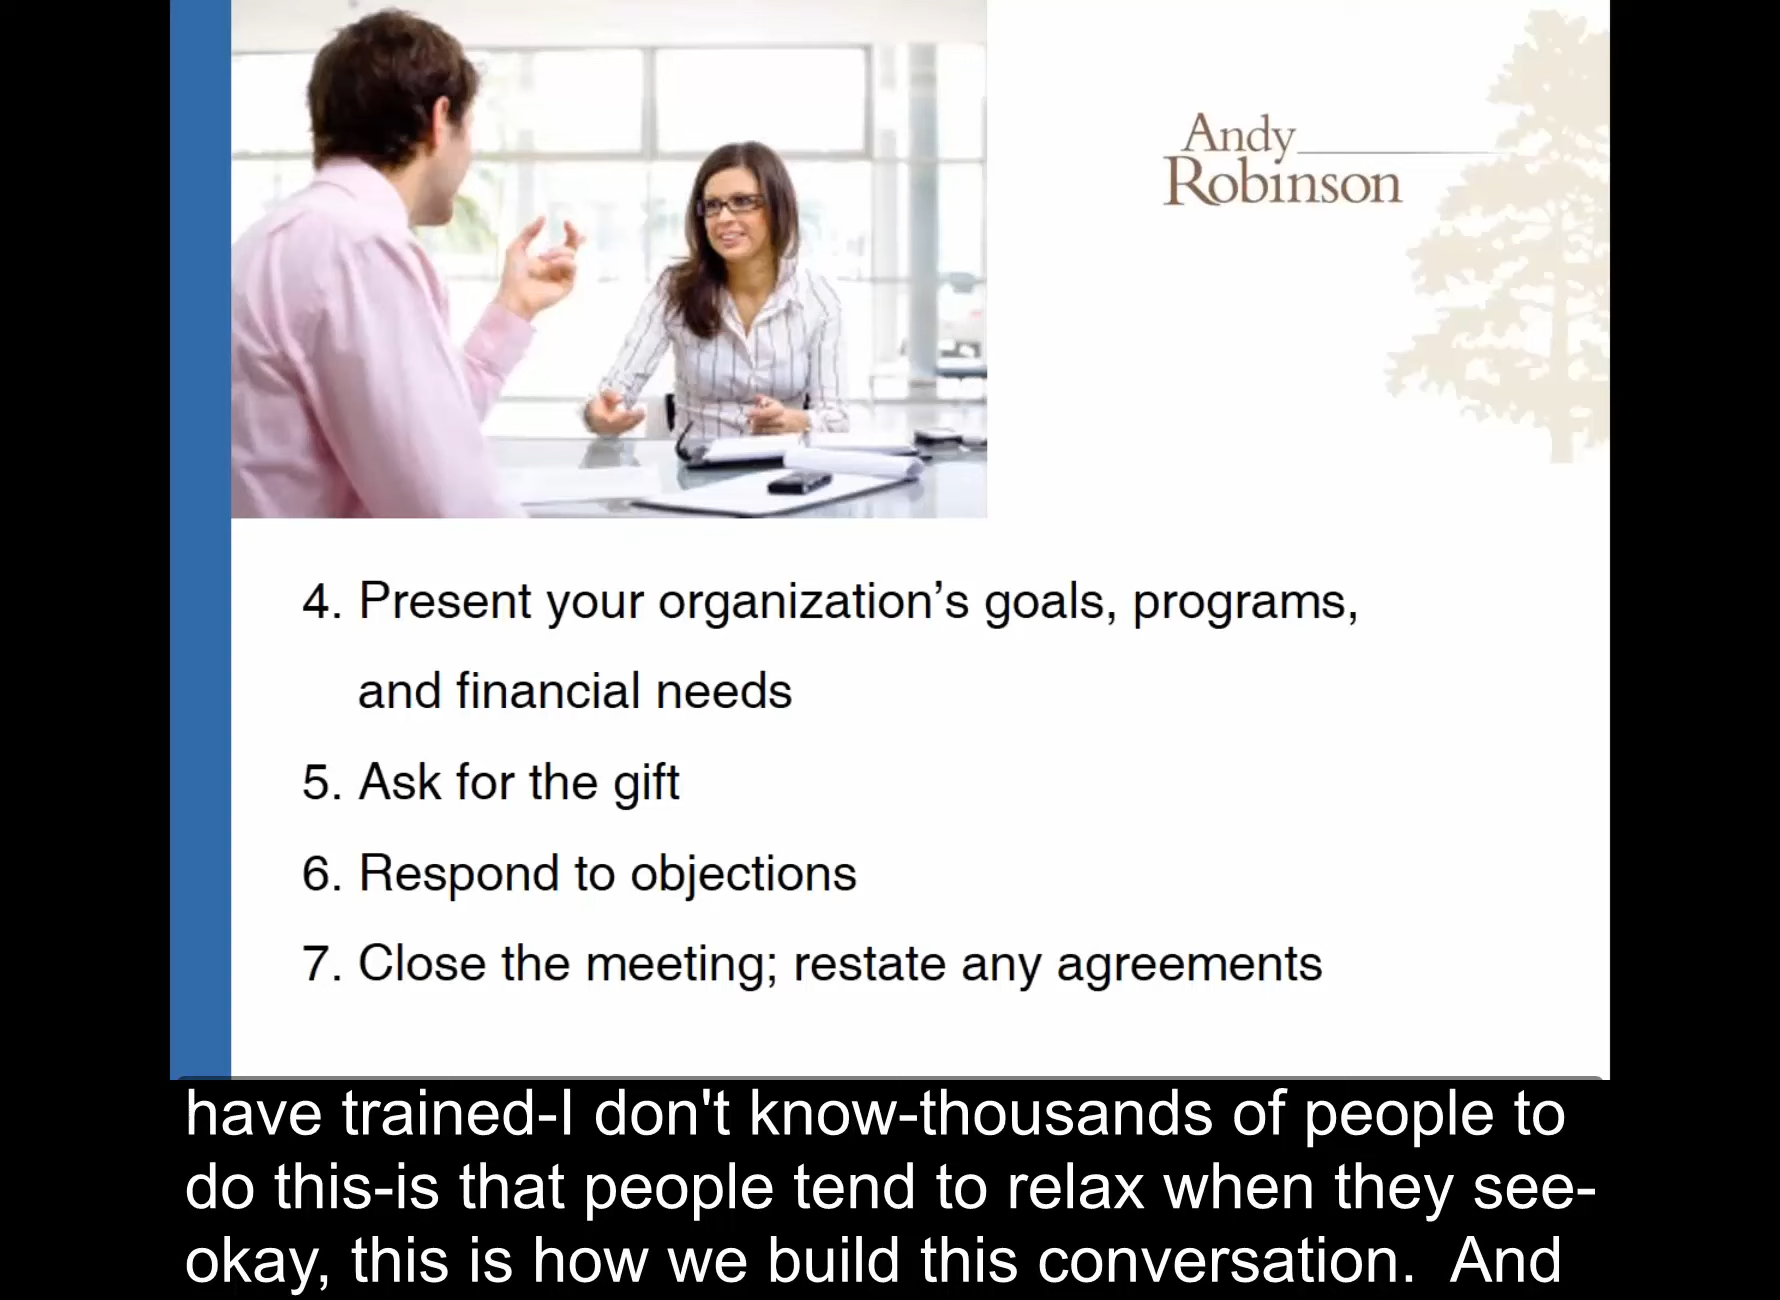 Andy
Robinson
4. Present your organization’s goals, programs,
and financial needs
5. Ask for the gift
6. Respond to objections
7. Close the meeting; restate any agreements
have trained-I don't know-thousands of people to
do this-is that people tend to relax when they see-
okay, this is how we build this conversation.  And